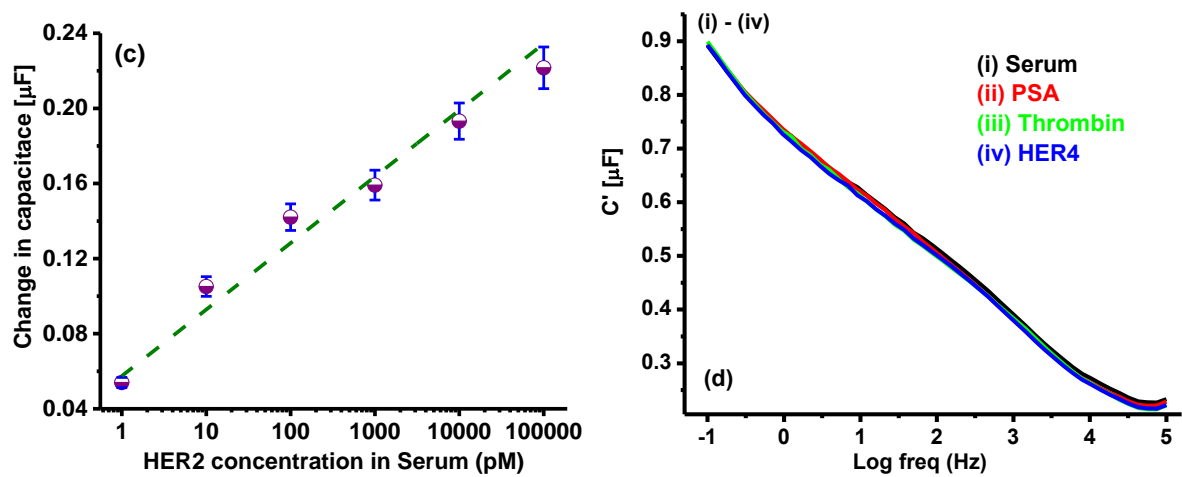 (c)
Change in capacitace [µF]
0.24
0.20
0.16
0.12
0.08
0.04
1 10 100 1000 10000 100000
HER2 concentration in Serum (pM)
(i) - (iv)
(i) Serum
(ii) PSA
(iii) Thrombin
(iv) HER4
C' [µF]
0.9
0.8
0.7
0.6
0.5
0.4
0.3
(d)
-1 0 1 2 3 4 5
Log freq (Hz)